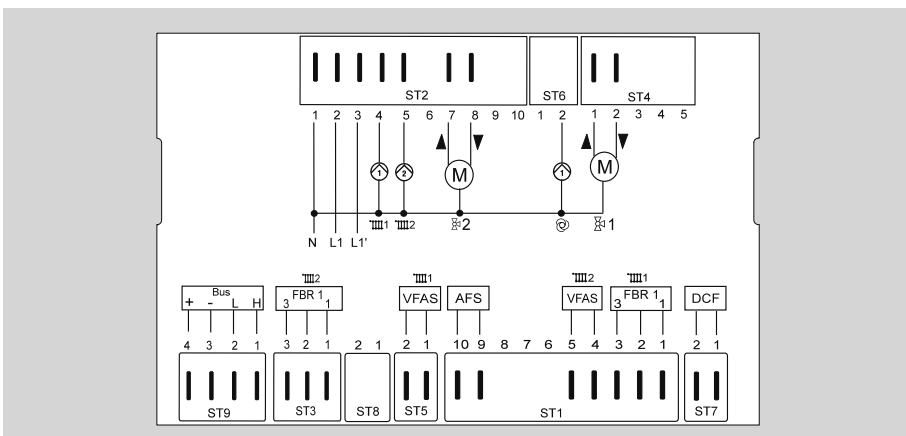 ST2 ST6 ST4
1 2 3 4 5 6 7 8 9 10 1 2 1 2 3 4 5
1 2 M 1 M
1 2 2 1
N L1 L1'
2 1 2 1
Bus FBR 1 VFAS AFS VFAS FBR 1 DCF
+ - L H 3 1 3 1
4 3 2 1 3 2 1 2 1 2 1 10 9 8 7 6 5 4 3 2 1 2 1
ST9 ST3 ST8 ST5 ST1 ST7